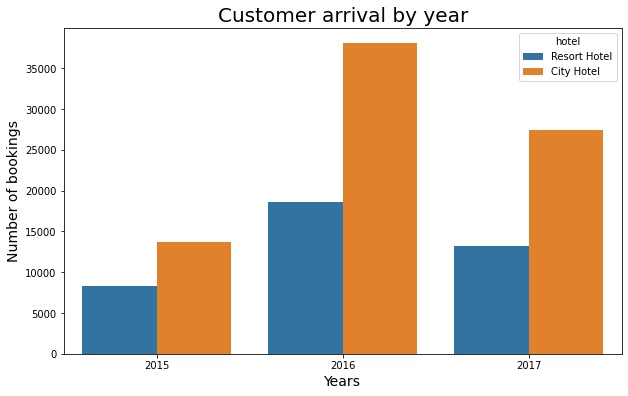 Customer arrival by year
hotel
Resort Hotel
City Hotel
Number of bookings
35000
30000
25000
20000
15000
10000
5000
0
2015
2016
2017
Years